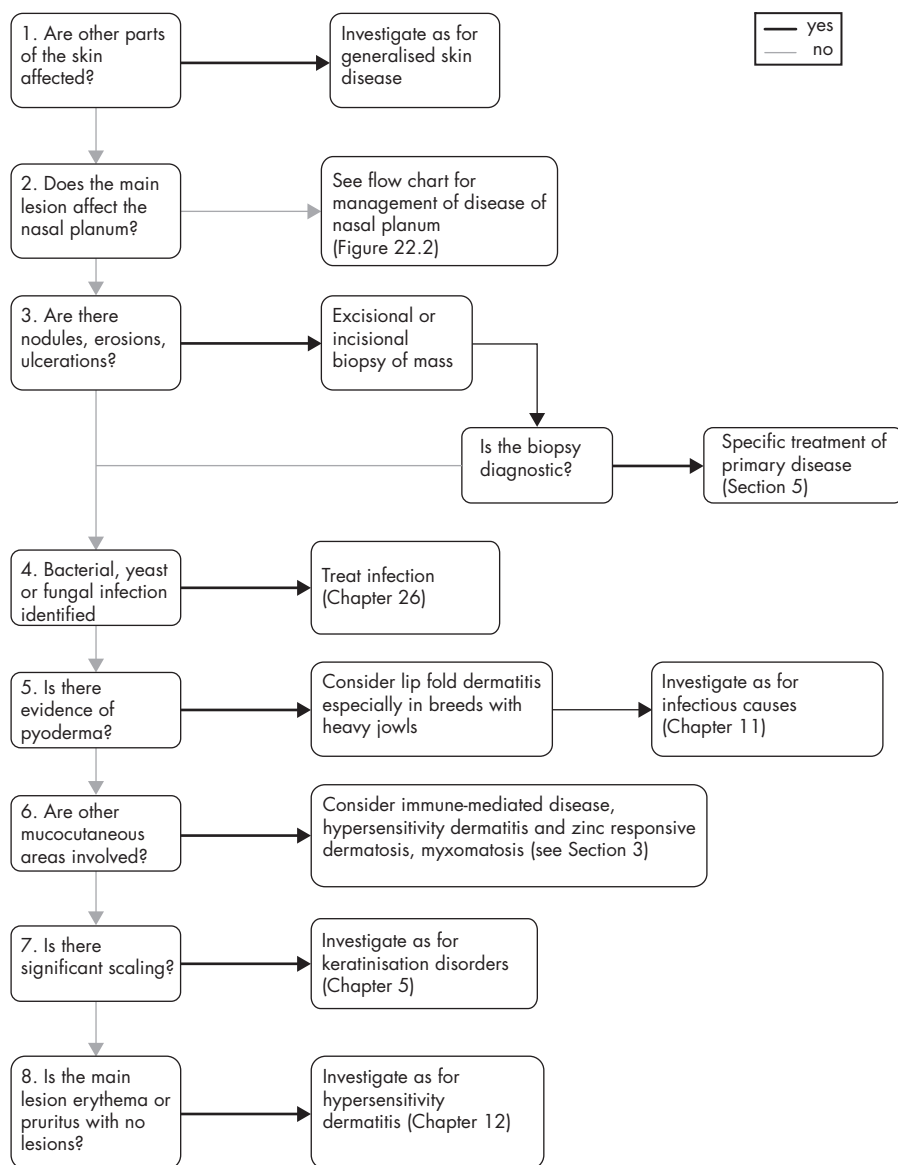 1. Are other parts
of the skin
affected?
Investigate as for
generalised skin
disease
yes
no
2. Does the main
lesion affect the
nasal planum?
See flow chart for
management of disease of
nasal planum
(Figure 22.2)
3. Are there
nodules, erosions,
ulcerations?
Excisional or
incisional
biopsy of mass
Is the biopsy
diagnostic?
Specific treatment of
primary disease
(Section 5)
4. Bacterial, yeast
or fungal infection
identified
Treat infection
(Chapter 26)
5. Is there
evidence of
pyoderma?
Consider lip fold dermatitis
especially in breeds with
heavy jowls
Investigate as for
infectious causes
(Chapter 11)
6. Are other
mucocutaneous
areas involved?
Consider immune-mediated disease,
hypersensitivity dermatitis and zinc responsive
dermatosis, myxomatosis (see Section 3)
7. Is there
significant scaling?
Investigate as for
keratinisation disorders
(Chapter 5)
8. Is the main
lesion erythema or
pruritus with no
lesions?
Investigate as for
hypersensitivity
dermatitis (Chapter 12)